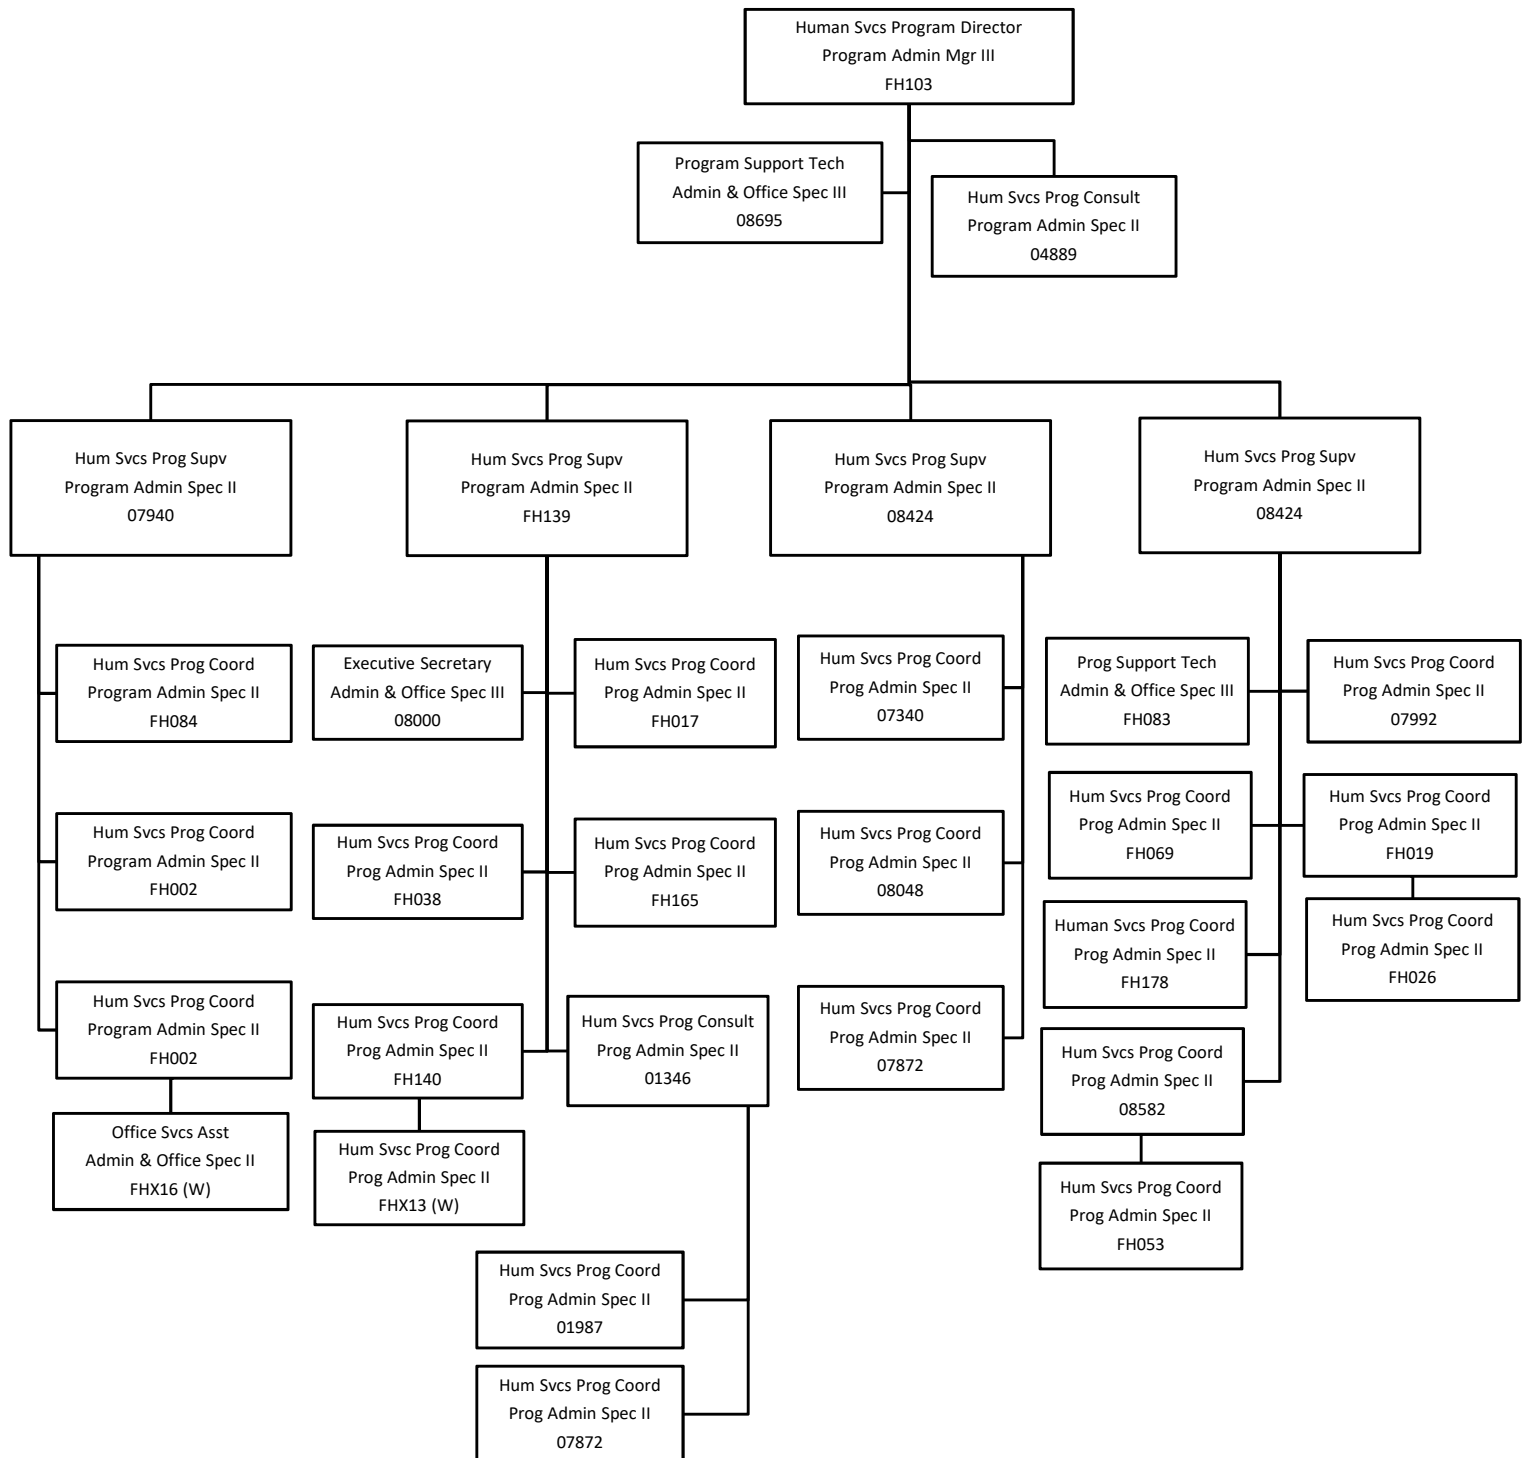 Human Svcs Program Director
Program Admin Mgr III
FH103
Program Support Tech
Admin & Office Spec III
08695
Hum Svcs Prog Consult
Program Admin Spec II
04889
Hum Svcs Prog Supv
Program Admin Spec II
07940
Hum Svcs Prog Supv
Program Admin Spec II
FH139
Hum Svcs Prog Supv
Program Admin Spec II
08424
Hum Svcs Prog Supv
Program Admin Spec II
08424
Hum Svcs Prog Coord
Program Admin Spec II
FH084
Executive Secretary
Admin & Office Spec III
08000
Hum Svcs Prog Coord
Prog Admin Spec II
FH017
Hum Svcs Prog Coord
Prog Admin Spec II
07340
Prog Support Tech
Admin & Office Spec III
FH083
Hum Svcs Prog Coord
Prog Admin Spec II
07992
Hum Svcs Prog Coord
Program Admin Spec II
FH002
Hum Svcs Prog Coord
Prog Admin Spec II
FH038
Hum Svcs Prog Coord
Prog Admin Spec II
FH165
Hum Svcs Prog Coord
Prog Admin Spec II
08048
Hum Svcs Prog Coord
Prog Admin Spec II
FH069
Hum Svcs Prog Coord
Prog Admin Spec II
FH019
Human Svcs Prog Coord
Prog Admin Spec II
FH178
Hum Svcs Prog Coord
Prog Admin Spec II
FH026
Hum Svcs Prog Coord
Program Admin Spec II
FH002
Hum Svcs Prog Coord
Prog Admin Spec II
FH140
Hum Svcs Prog Consult
Prog Admin Spec II
01346
Hum Svcs Prog Coord
Prog Admin Spec II
07872
Hum Svcs Prog Coord
Prog Admin Spec II
08582
Office Svcs Asst
Admin & Office Spec II
FHX16 (W)
Hum Svsc Prog Coord
Prog Admin Spec II
FHX13 (W)
Hum Svcs Prog Coord
Prog Admin Spec II
FH053
Hum Svcs Prog Coord
Prog Admin Spec II
01987
Hum Svcs Prog Coord
Prog Admin Spec II
07872